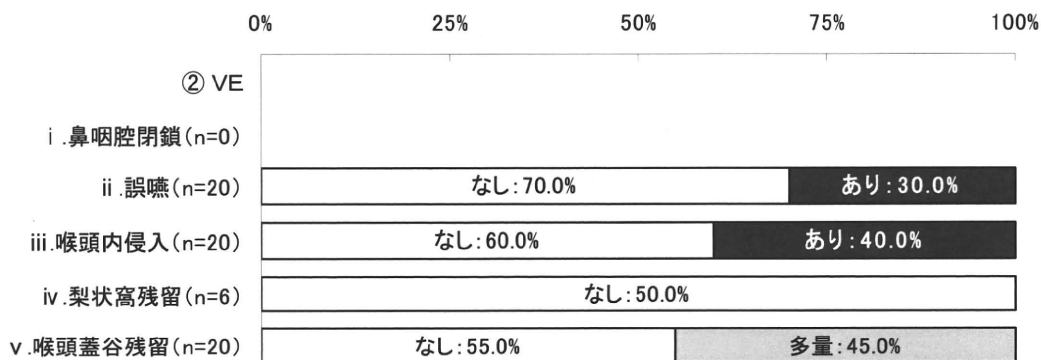 0% 25% 50% 75% 100%
② VE
ⅰ.鼻咽腔閉鎖(n=0)
ⅱ.誤嚥(n=20) なし:70.0% あり:30.0%
ⅲ.喉頭内侵入(n=20) なし:60.0% あり:40.0%
ⅳ.梨状窩残留(n=6) なし:50.0%
ⅴ.喉頭蓋谷残留(n=20) なし:55.0% 多量:45.0%